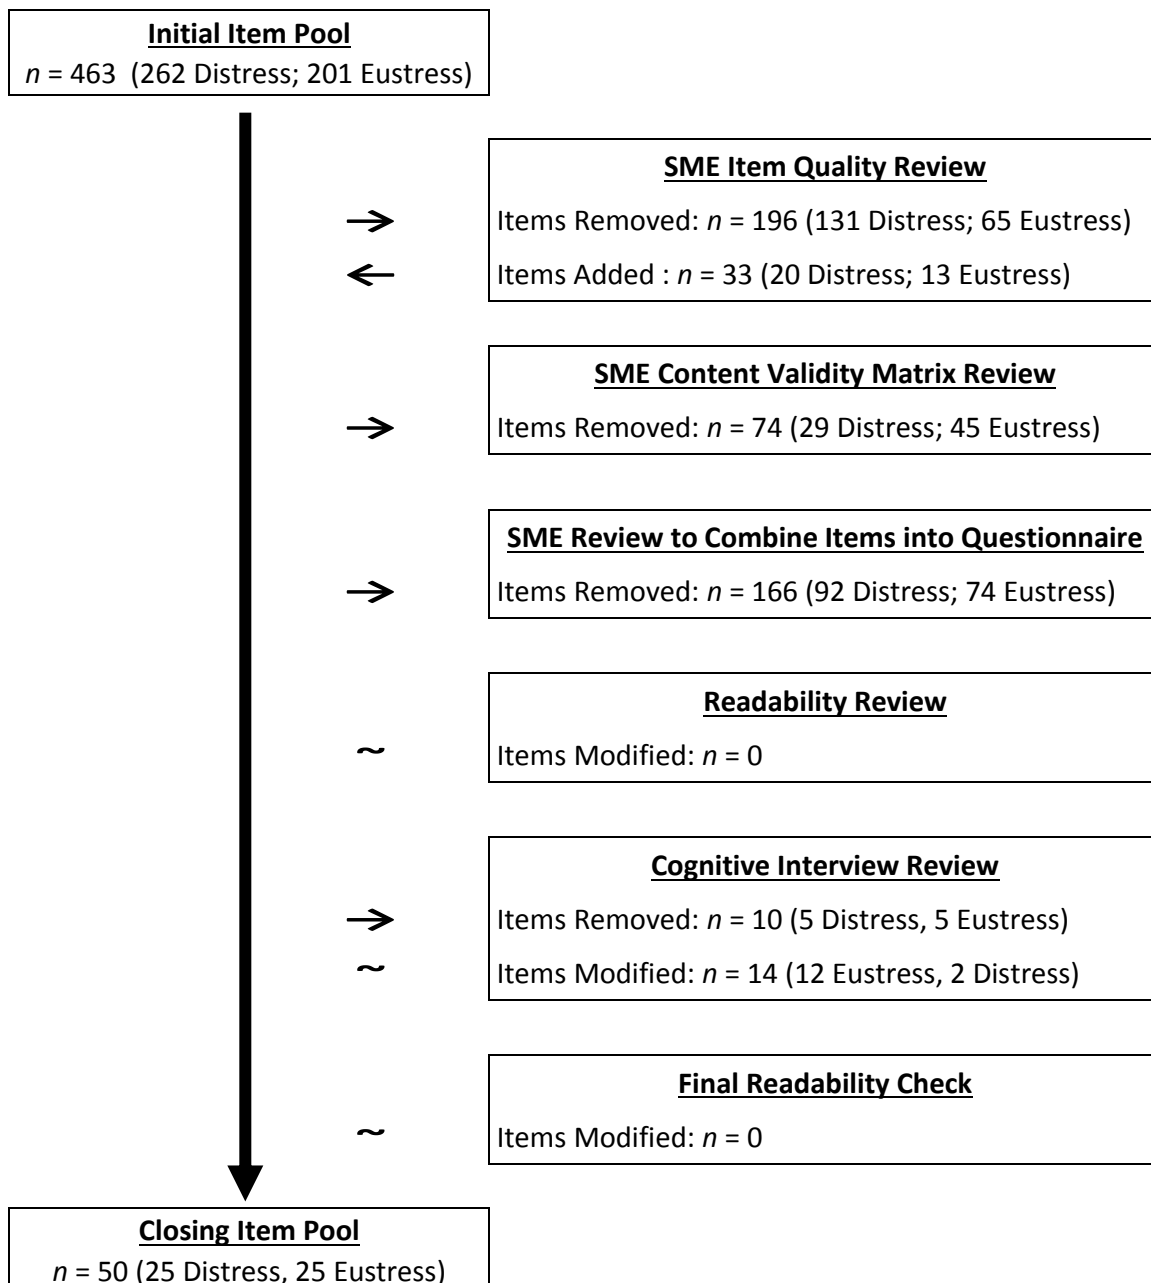 Initial Item Pool
n = 463  (262 Distress; 201 Eustress)
SME Item Quality Review
→ Items Removed: n = 196 (131 Distress; 65 Eustress)
← Items Added : n = 33 (20 Distress; 13 Eustress)
SME Content Validity Matrix Review
→ Items Removed: n = 74 (29 Distress; 45 Eustress)
SME Review to Combine Items into Questionnaire
→ Items Removed: n = 166 (92 Distress; 74 Eustress)
Readability Review
~ Items Modified: n = 0
Cognitive Interview Review
→ Items Removed: n = 10 (5 Distress, 5 Eustress)
~ Items Modified: n = 14 (12 Eustress, 2 Distress)
Final Readability Check
~ Items Modified: n = 0
Closing Item Pool
n = 50 (25 Distress, 25 Eustress)